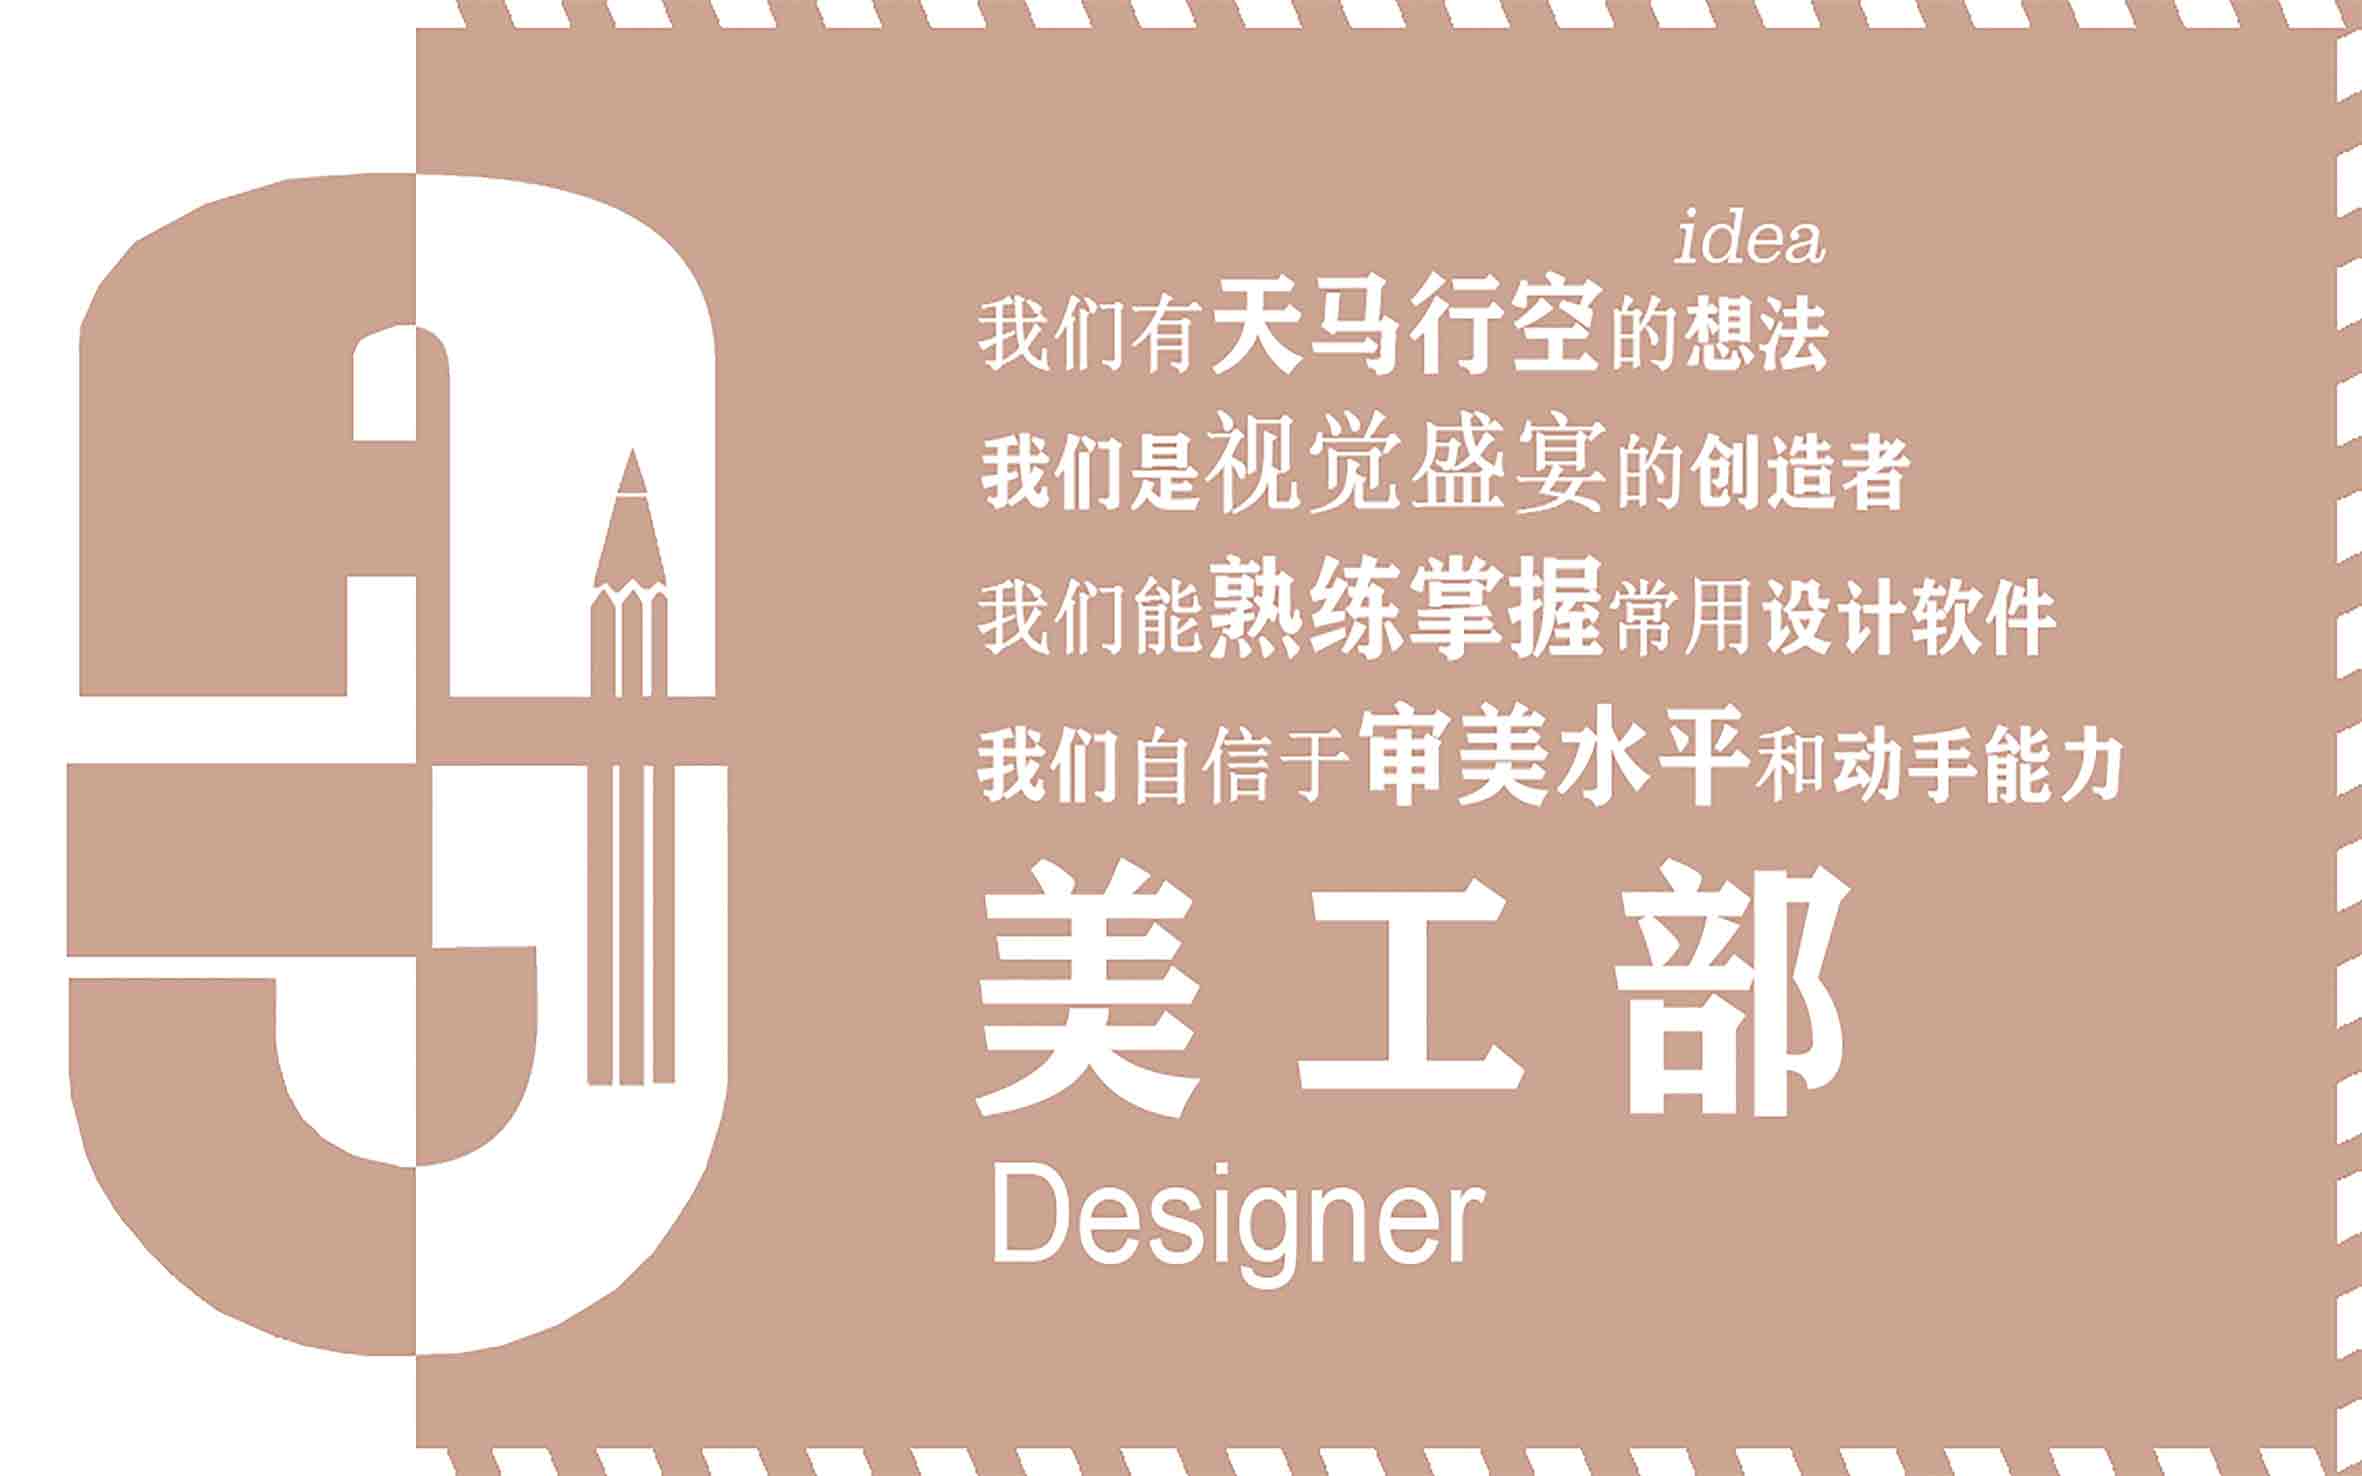 idea
我们有天马行空的想法
我们是视觉盛宴的创造者
我们能熟练掌握常用设计软件
我们自信于审美水平和动手能力
美工部
Designer